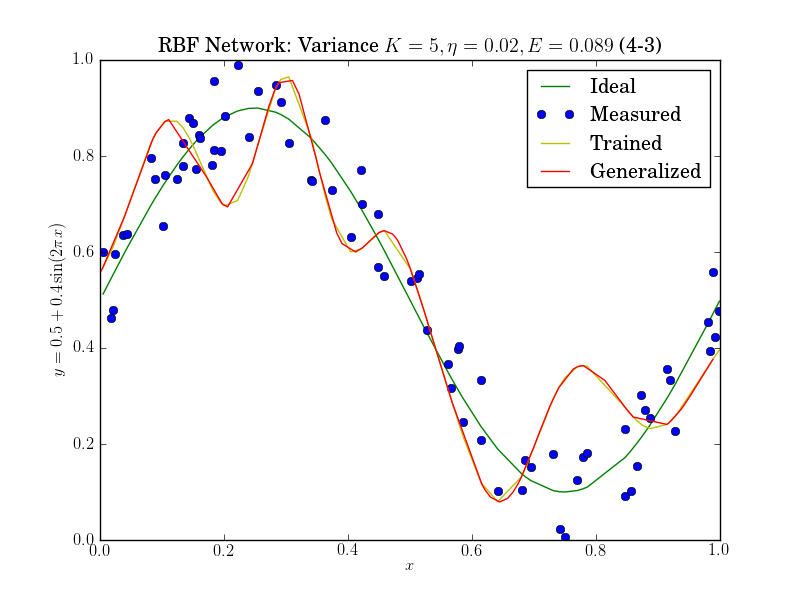 RBF Network: Variance K = 5, η = 0.02, E = 0.089 (4-3)
Ideal
Measured
Trained
Generalized
y = 0.5 + 0.4 sin(2πx)
1.0
0.8
0.6
0.4
0.2
0.0
0.0 0.2 0.4 0.6 0.8 1.0
x